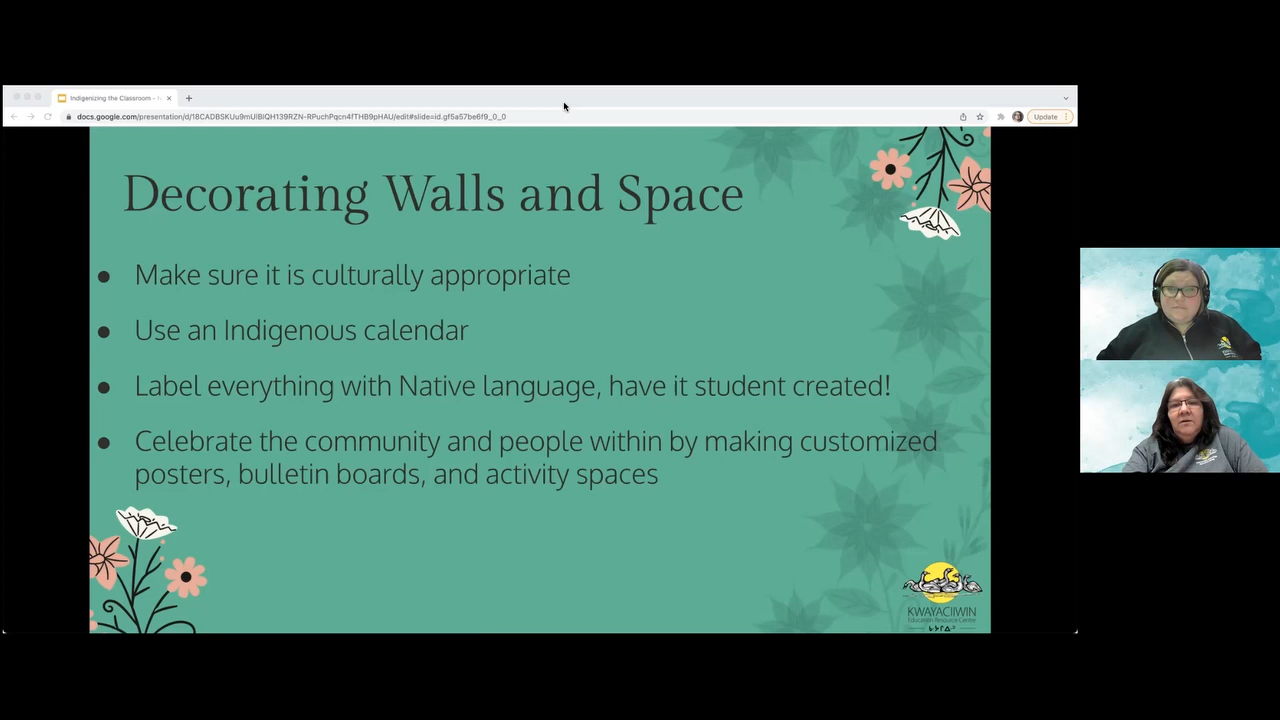 Indigenizing the Classroom -
docs.google.com/presentation/d/18CADBSKUu9mUlBIQH139RZN-RPuchPqcn4fTHB9pHAU/edit#slide=id.gf5a57be6f9_0_0
Update
Decorating Walls and Space
● Make sure it is culturally appropriate
● Use an Indigenous calendar
● Label everything with Native language, have it student created!
● Celebrate the community and people within by making customized
posters, bulletin boards, and activity spaces
KWAYACIIWIN
Education Resource Centre